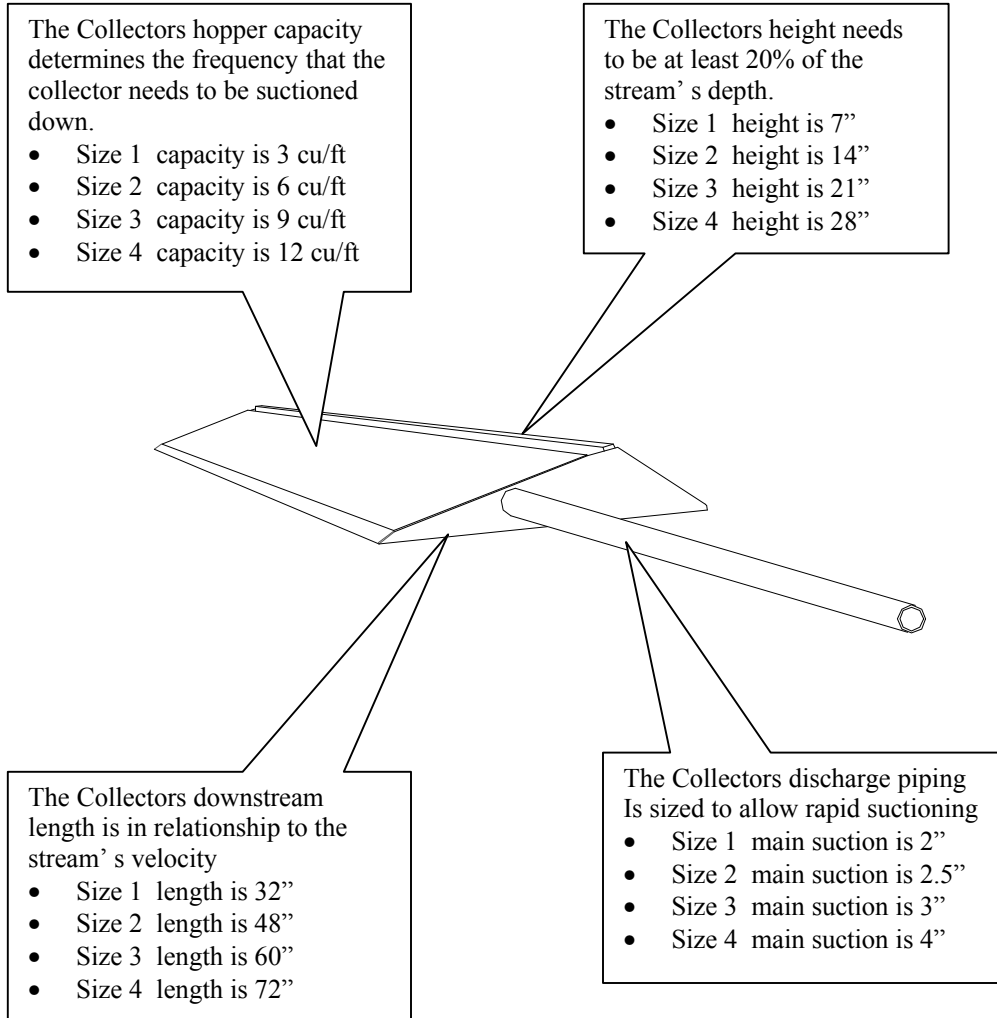 The Collectors hopper capacity
determines the frequency that the
collector needs to be suctioned
down.
• Size 1 capacity is 3 cu/ft
• Size 2 capacity is 6 cu/ft
• Size 3 capacity is 9 cu/ft
• Size 4 capacity is 12 cu/ft
The Collectors height needs
to be at least 20% of the
stream’ s depth.
• Size 1 height is 7”
• Size 2 height is 14”
• Size 3 height is 21”
• Size 4 height is 28”
The Collectors downstream
length is in relationship to the
stream’ s velocity
• Size 1 length is 32”
• Size 2 length is 48”
• Size 3 length is 60”
• Size 4 length is 72”
The Collectors discharge piping
Is sized to allow rapid suctioning
• Size 1 main suction is 2”
• Size 2 main suction is 2.5”
• Size 3 main suction is 3”
• Size 4 main suction is 4”